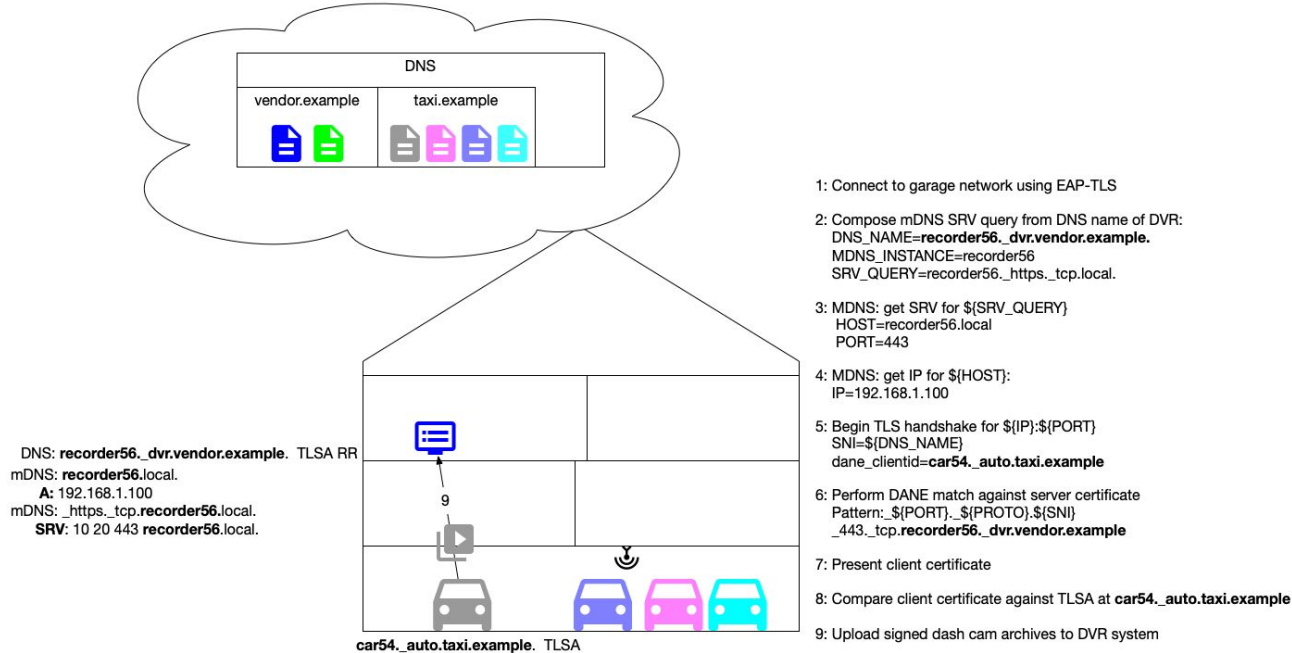 DNS
vendor.example
taxi.example
1: Connect to garage network using EAP-TLS
2: Compose mDNS SRV query from DNS name of DVR:
DNS_NAME=recorder56._dvr.vendor.example.
MDNS_INSTANCE=recorder56
SRV_QUERY=recorder56._https._tcp.local.
3: MDNS: get SRV for ${SRV_QUERY}
HOST=recorder56.local
PORT=443
4: MDNS: get IP for ${HOST}:
IP=192.168.1.100
5: Begin TLS handshake for ${IP}:${PORT}
SNI=${DNS_NAME}
dane_clientid=car54._auto.taxi.example
6: Perform DANE match against server certificate
Pattern:_${PORT}._${PROTO}.${SNI}
_443._tcp.recorder56._dvr.vendor.example
7: Present client certificate
8: Compare client certificate against TLSA at car54._auto.taxi.example
9: Upload signed dash cam archives to DVR system
DNS: recorder56._dvr.vendor.example. TLSA RR
mDNS: recorder56.local.
A: 192.168.1.100
mDNS: _https._tcp.recorder56.local.
SRV: 10 20 443 recorder56.local.
9
car54._auto.taxi.example. TLSA